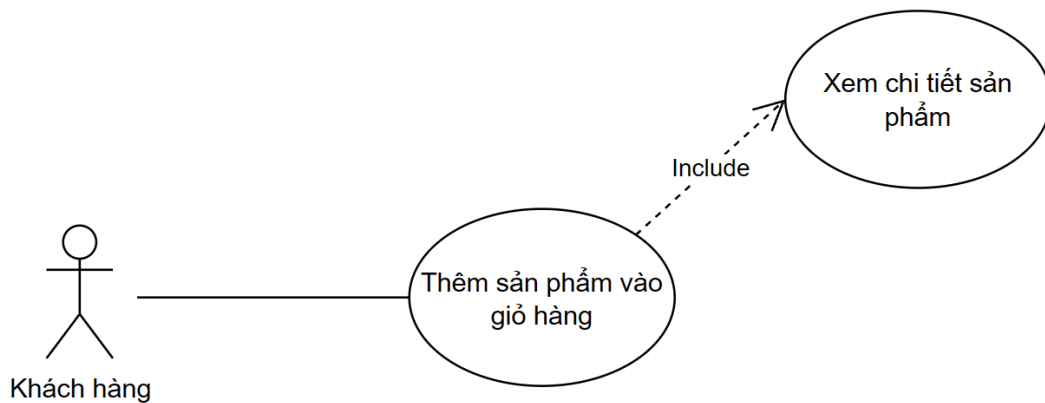 Xem chi tiết sản
phẩm
Include
Thêm sản phẩm vào
giỏ hàng
Khách hàng